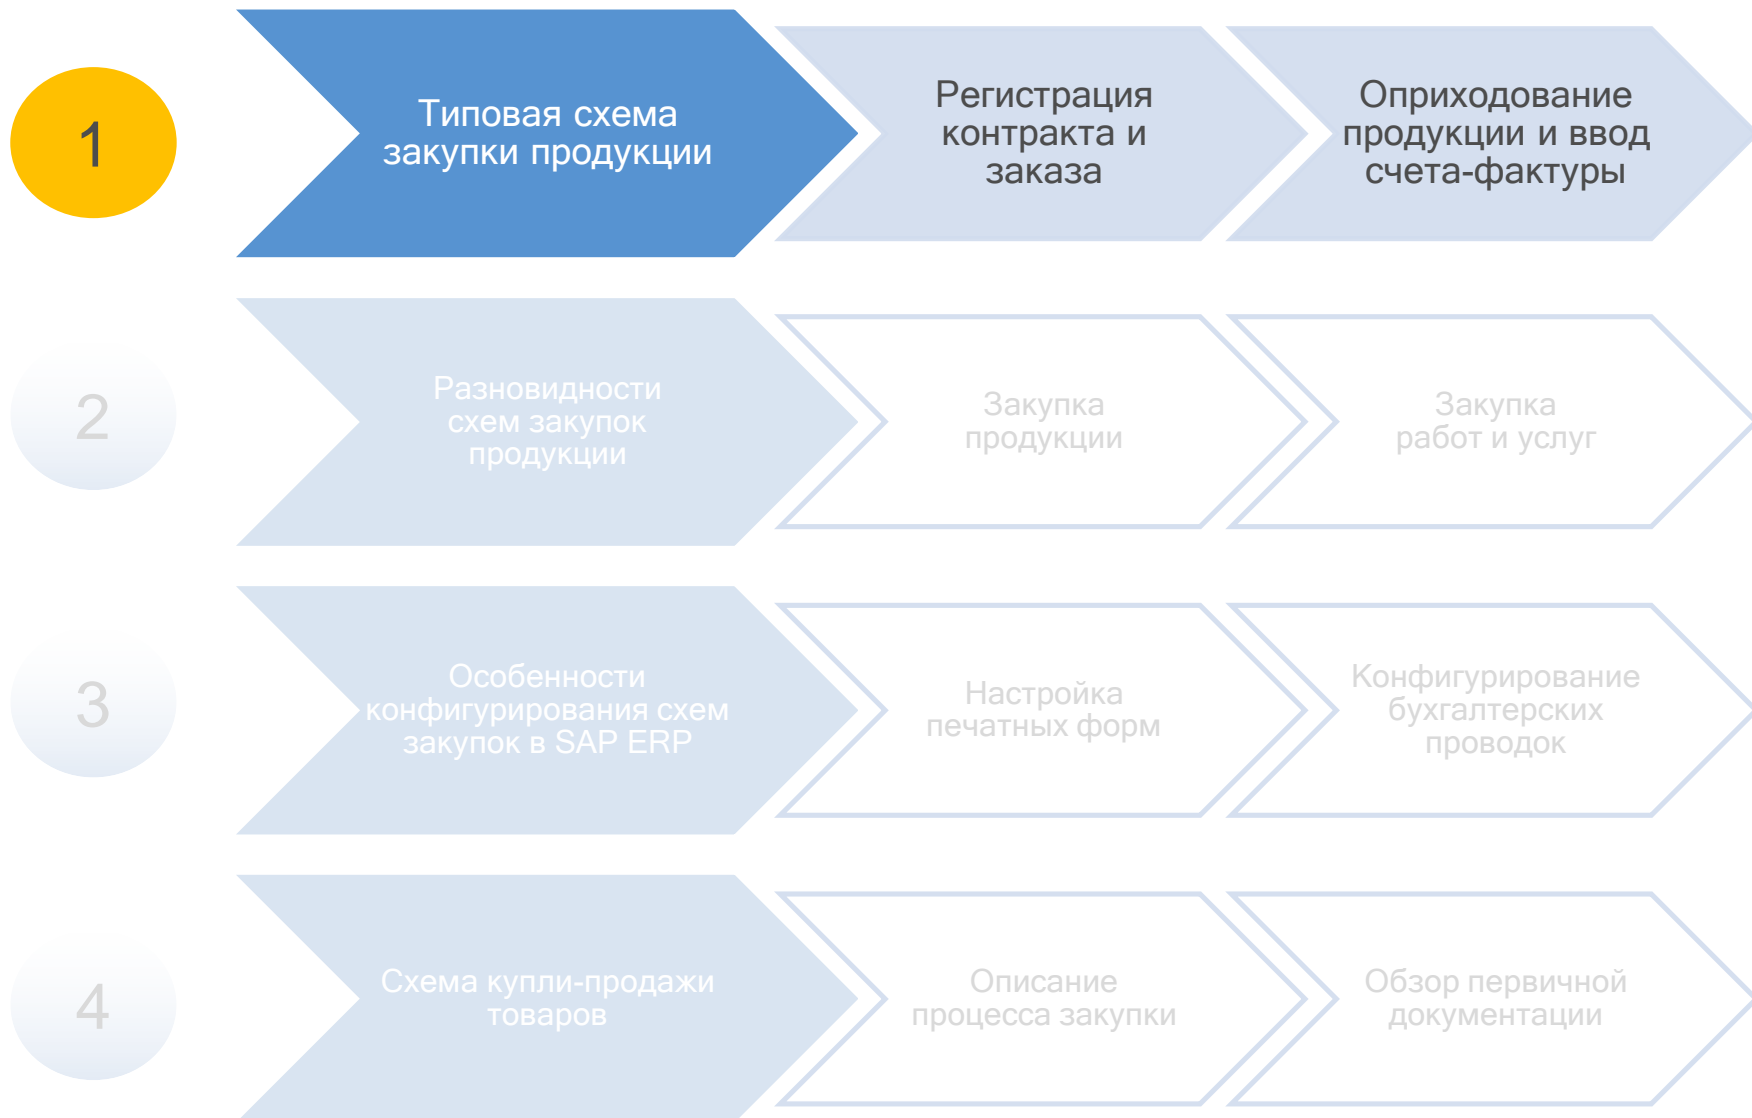 1
Типовая схема
закупки продукции
Регистрация
контракта и
заказа
Оприходование
продукции и ввод
счета-фактуры
2
Разновидности
схем закупок
продукции
Закупка
продукции
Закупка
работ и услуг
3
Особенности
конфигурирования схем
закупок в SAP ERP
Настройка
печатных форм
Конфигурирование
бухгалтерских
проводок
4
Схема купли-продажи
товаров
Описание
процесса закупки
Обзор первичной
документации